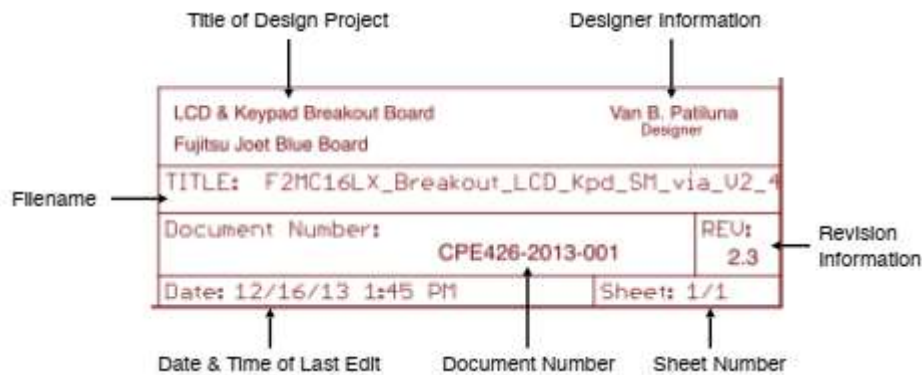 Title of Design Project
Designer Information
LCD & Keypad Breakout Board
Fujitsu Joet Blue Board
Van B. Patiluna
Designer
TITLE: F2MC16LX_Breakout_LCD_Kpd_SM_via_V2_4
Filename
Document Number:
CPE426-2013-001
REV:
2.3
Revision
Information
Date: 12/16/13 1:45 PM
Sheet: 1/1
Date & Time of Last Edit
Document Number
Sheet Number